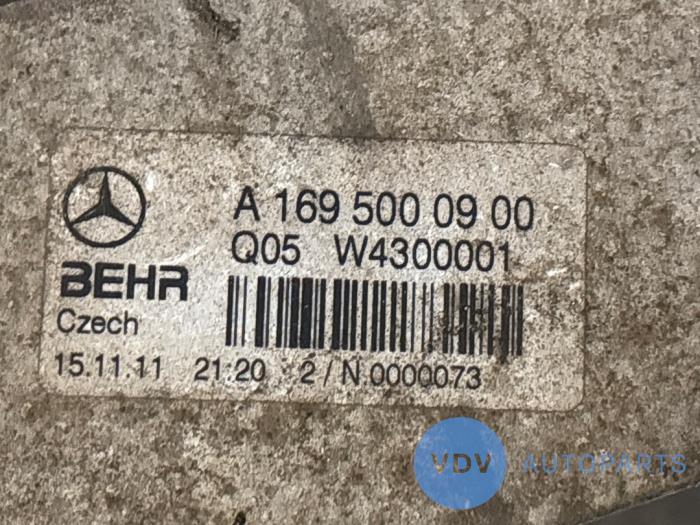 A 169 500 09 00
Q05 W4300001
BEHR
Czech
15.11.11 21:20 2 / N 0000073
VDV AUTOPARTS